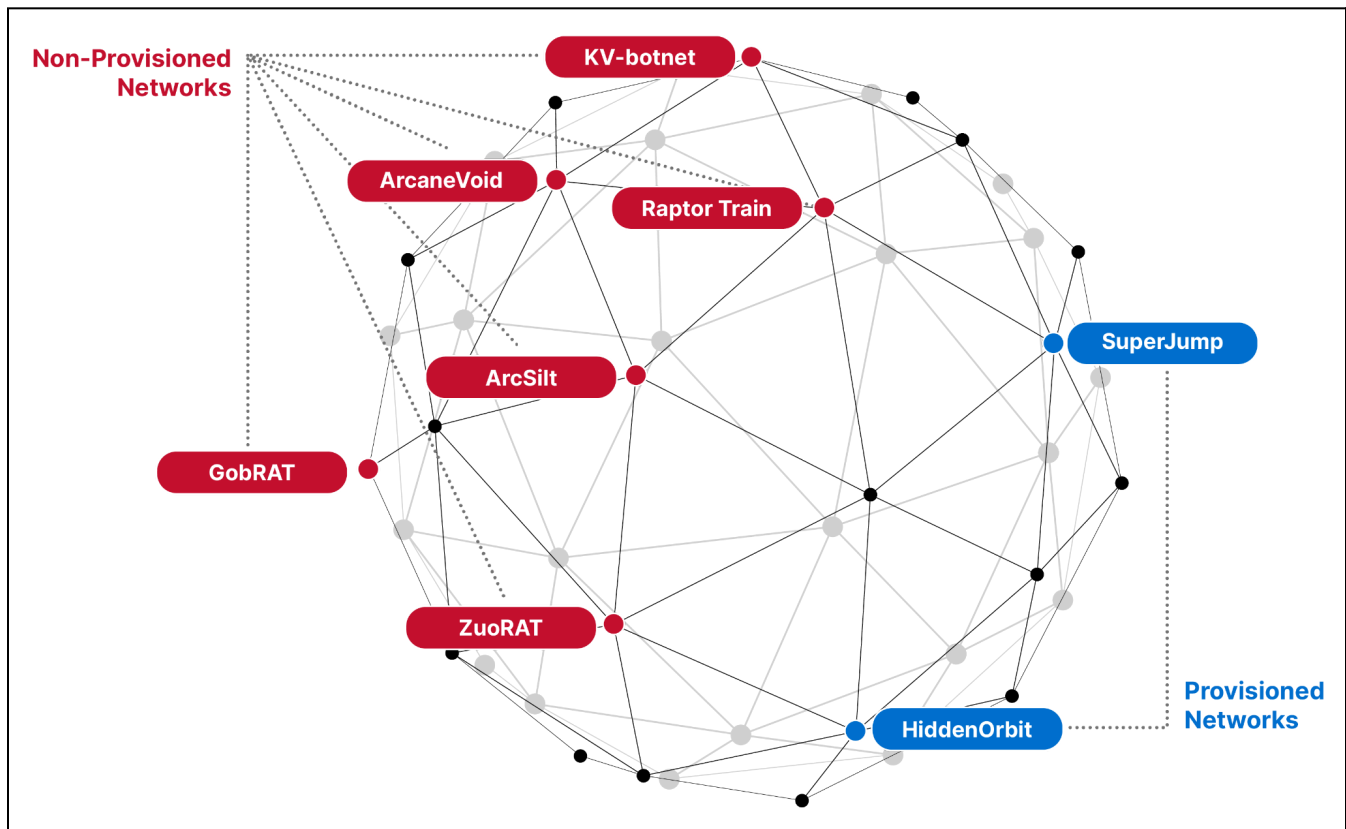 Non-Provisioned
Networks
KV-botnet
ArcaneVoid
Raptor Train
SuperJump
ArcSilt
GobRAT
ZuoRAT
Provisioned
Networks
HiddenOrbit